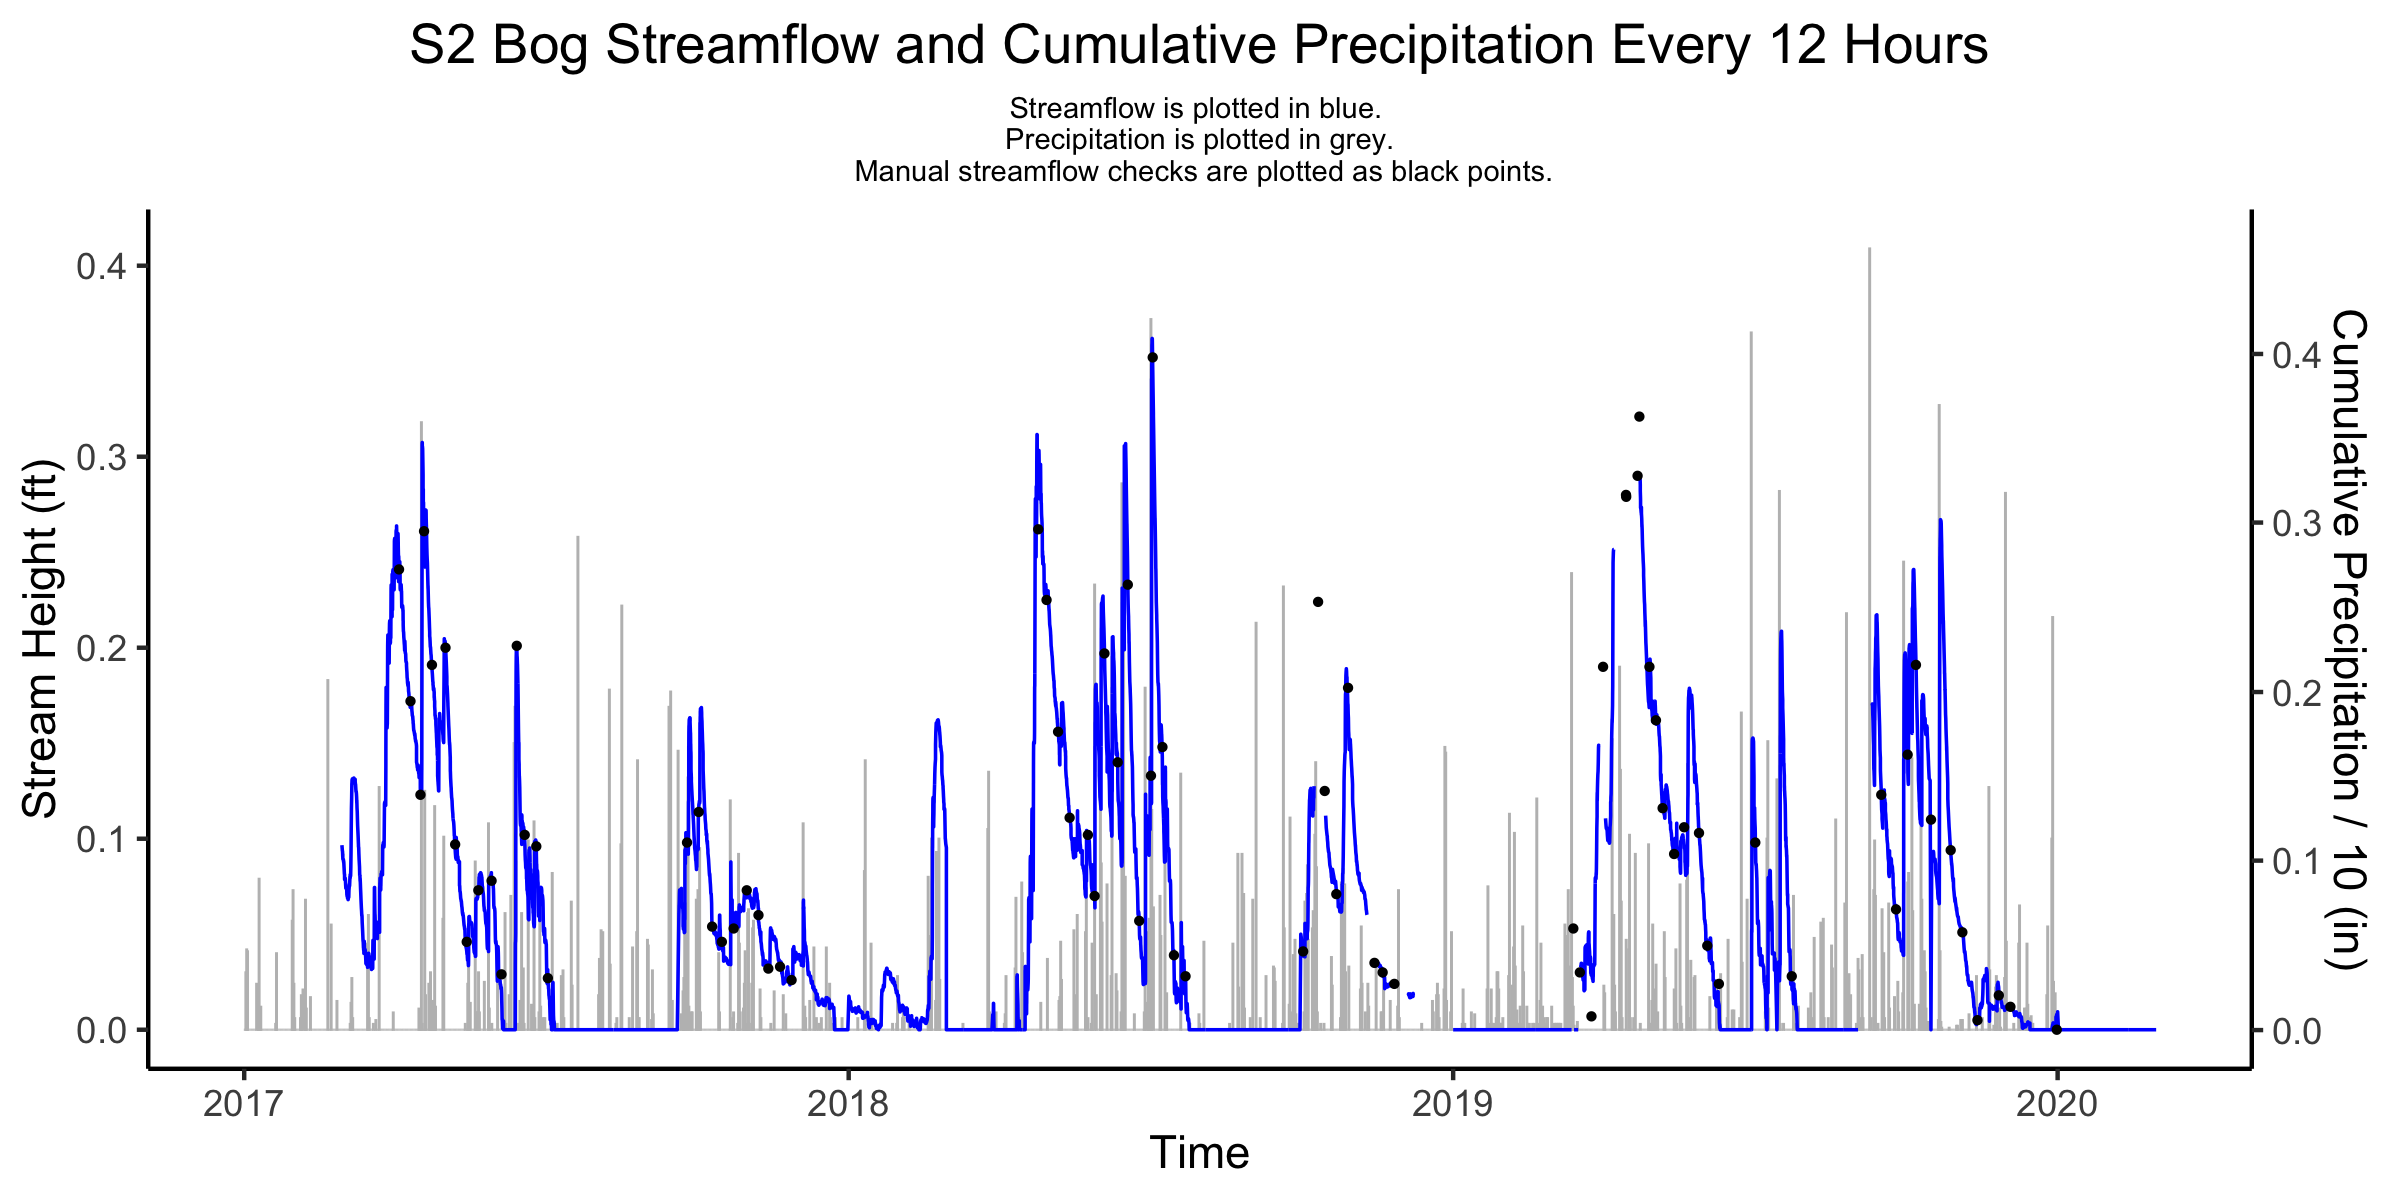 S2 Bog Streamflow and Cumulative Precipitation Every 12 Hours
Streamflow is plotted in blue.
Precipitation is plotted in grey.
Manual streamflow checks are plotted as black points.
Stream Height (ft)
0.4
0.3
0.2
0.1
0.0
Cumulative Precipitation / 10 (in)
0.4
0.3
0.2
0.1
0.0
2017
2018
2019
2020
Time